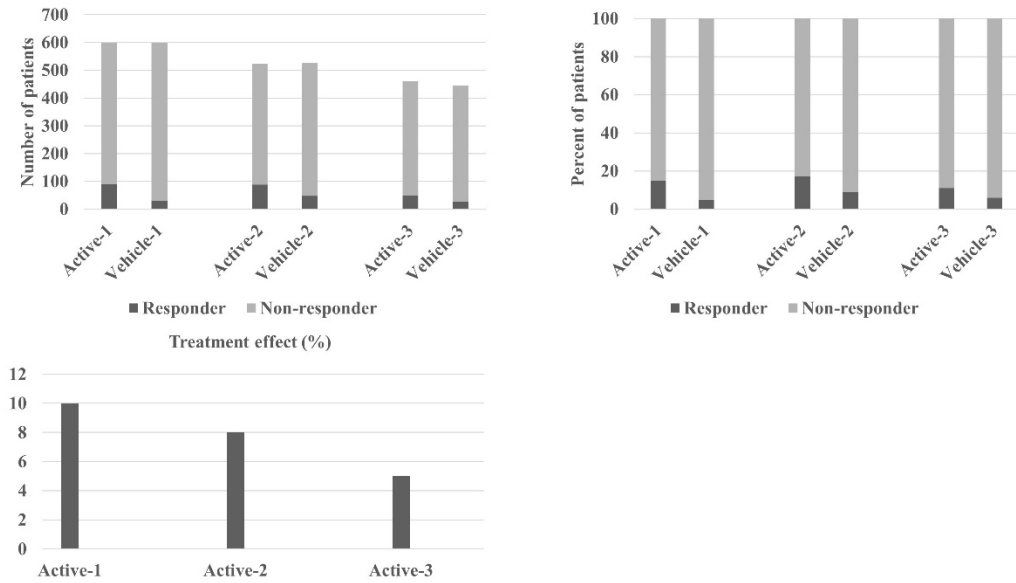 Number of patients
700
600
500
400
300
200
100
0
Active-1
Vehicle-1
Active-2
Vehicle-2
Active-3
Vehicle-3
Responder Non-responder
Percent of patients
100
80
60
40
20
0
Active-1
Vehicle-1
Active-2
Vehicle-2
Active-3
Vehicle-3
Responder Non-responder
Treatment effect (%)
12
10
8
6
4
2
0
Active-1 Active-2 Active-3